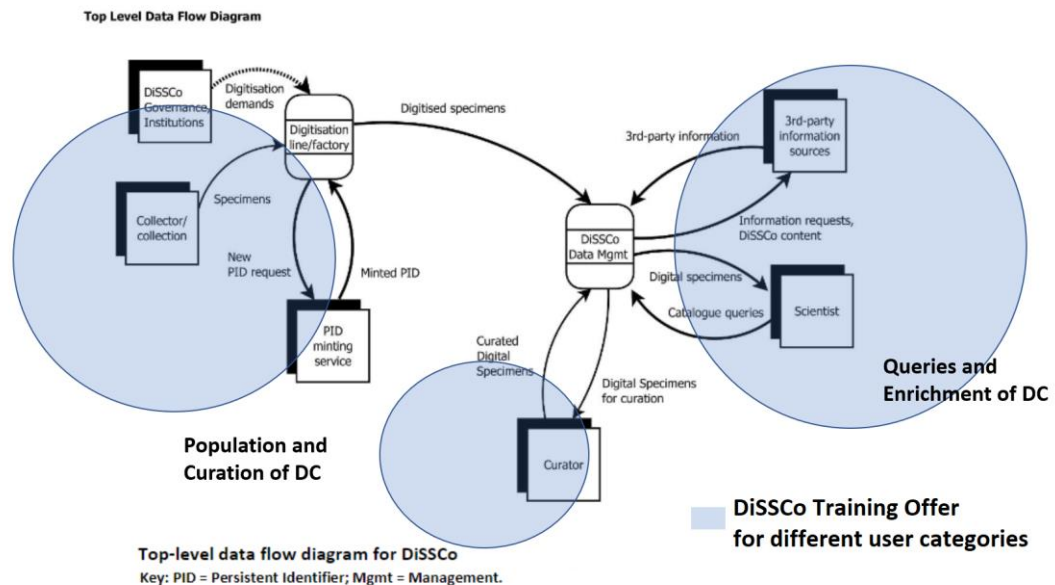 Top Level Data Flow Diagram
DiSSCo
Governance,
Institutions
Digitisation
demands
Digitisation
line/factory
Digitised specimens
3rd-party information
3rd-party
information
sources
Collector/
collection
Specimens
New
PID request
Minted PID
PID
minting
service
DiSSCo
Data Mgmt
Information requests,
DiSSCo content
Digital specimens
Catalogue queries
Scientist
Curated
Digital
Specimens
Digital Specimens
for curation
Curator
Queries and
Enrichment of DC
Population and
Curation of DC
DiSSCo Training Offer
for different user categories
Top-level data flow diagram for DiSSCo
Key: PID = Persistent Identifier; Mgmt = Management.